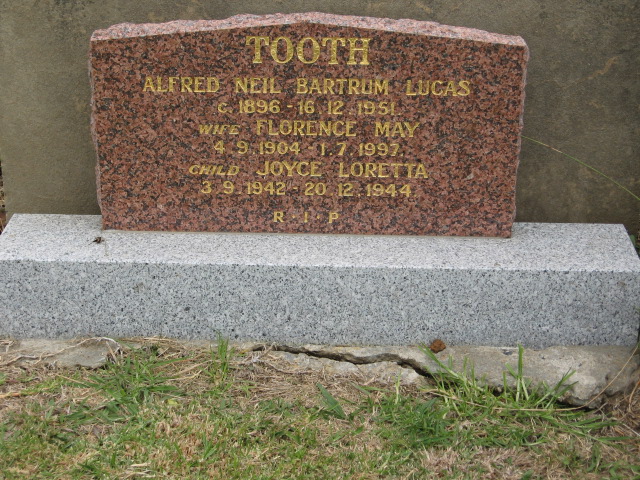 TOOTH
ALFRED NEIL BARTRUM LUCAS
C. 1896 - 16.12.1951.
WIFE FLORENCE MAY
4.9.1904 - 1.7.1997.
CHILD JOYCE LORETTA
3.9.1942 - 20.12.1944
R·I·P